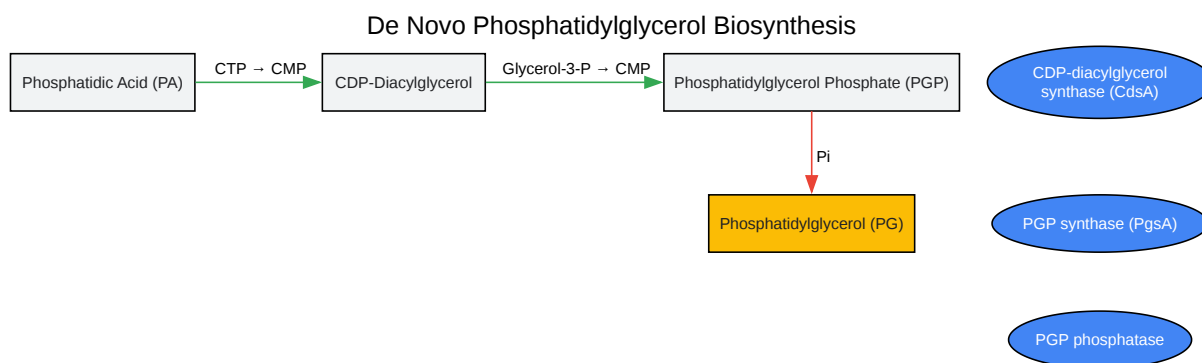 De Novo Phosphatidylglycerol Biosynthesis
Phosphatidic Acid (PA)
CTP → CMP
CDP-Diacylglycerol
Glycerol-3-P → CMP
Phosphatidylglycerol Phosphate (PGP)
CDP-diacylglycerol
synthase (CdsA)
Pi
Phosphatidylglycerol (PG)
PGP synthase (PgsA)
PGP phosphatase